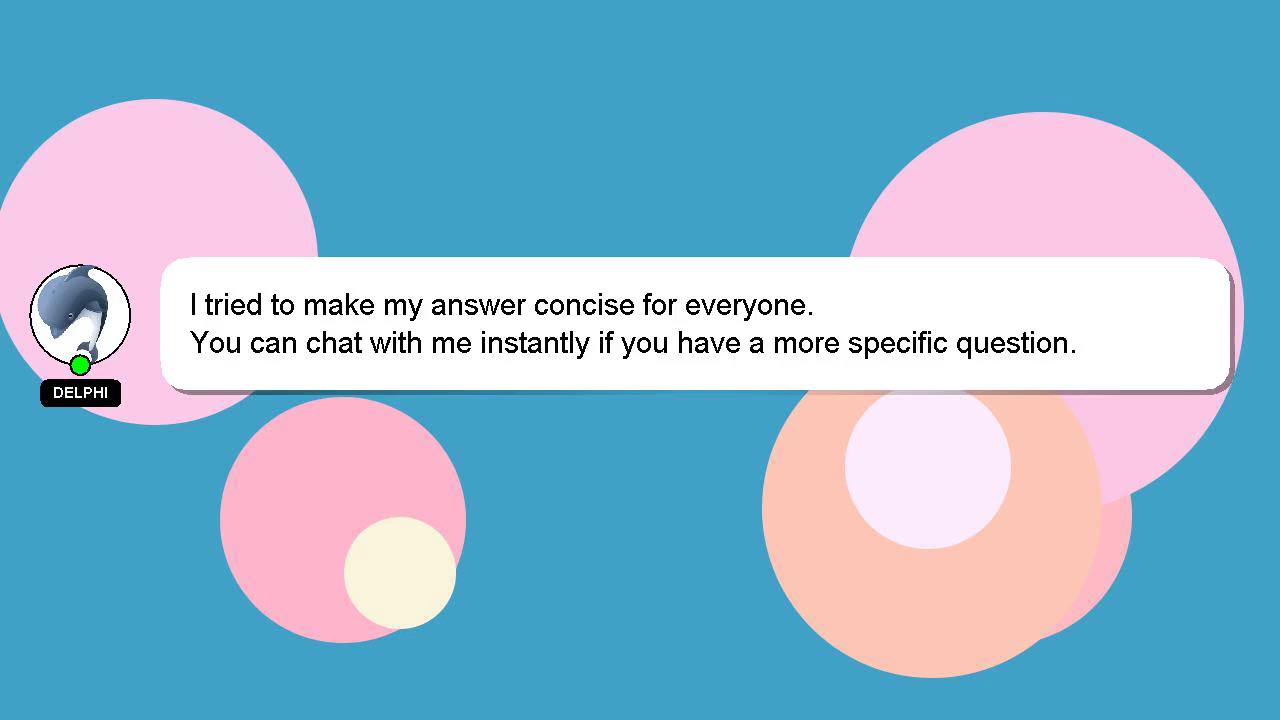 I tried to make my answer concise for everyone.
You can chat with me instantly if you have a more specific question.
DELPHI